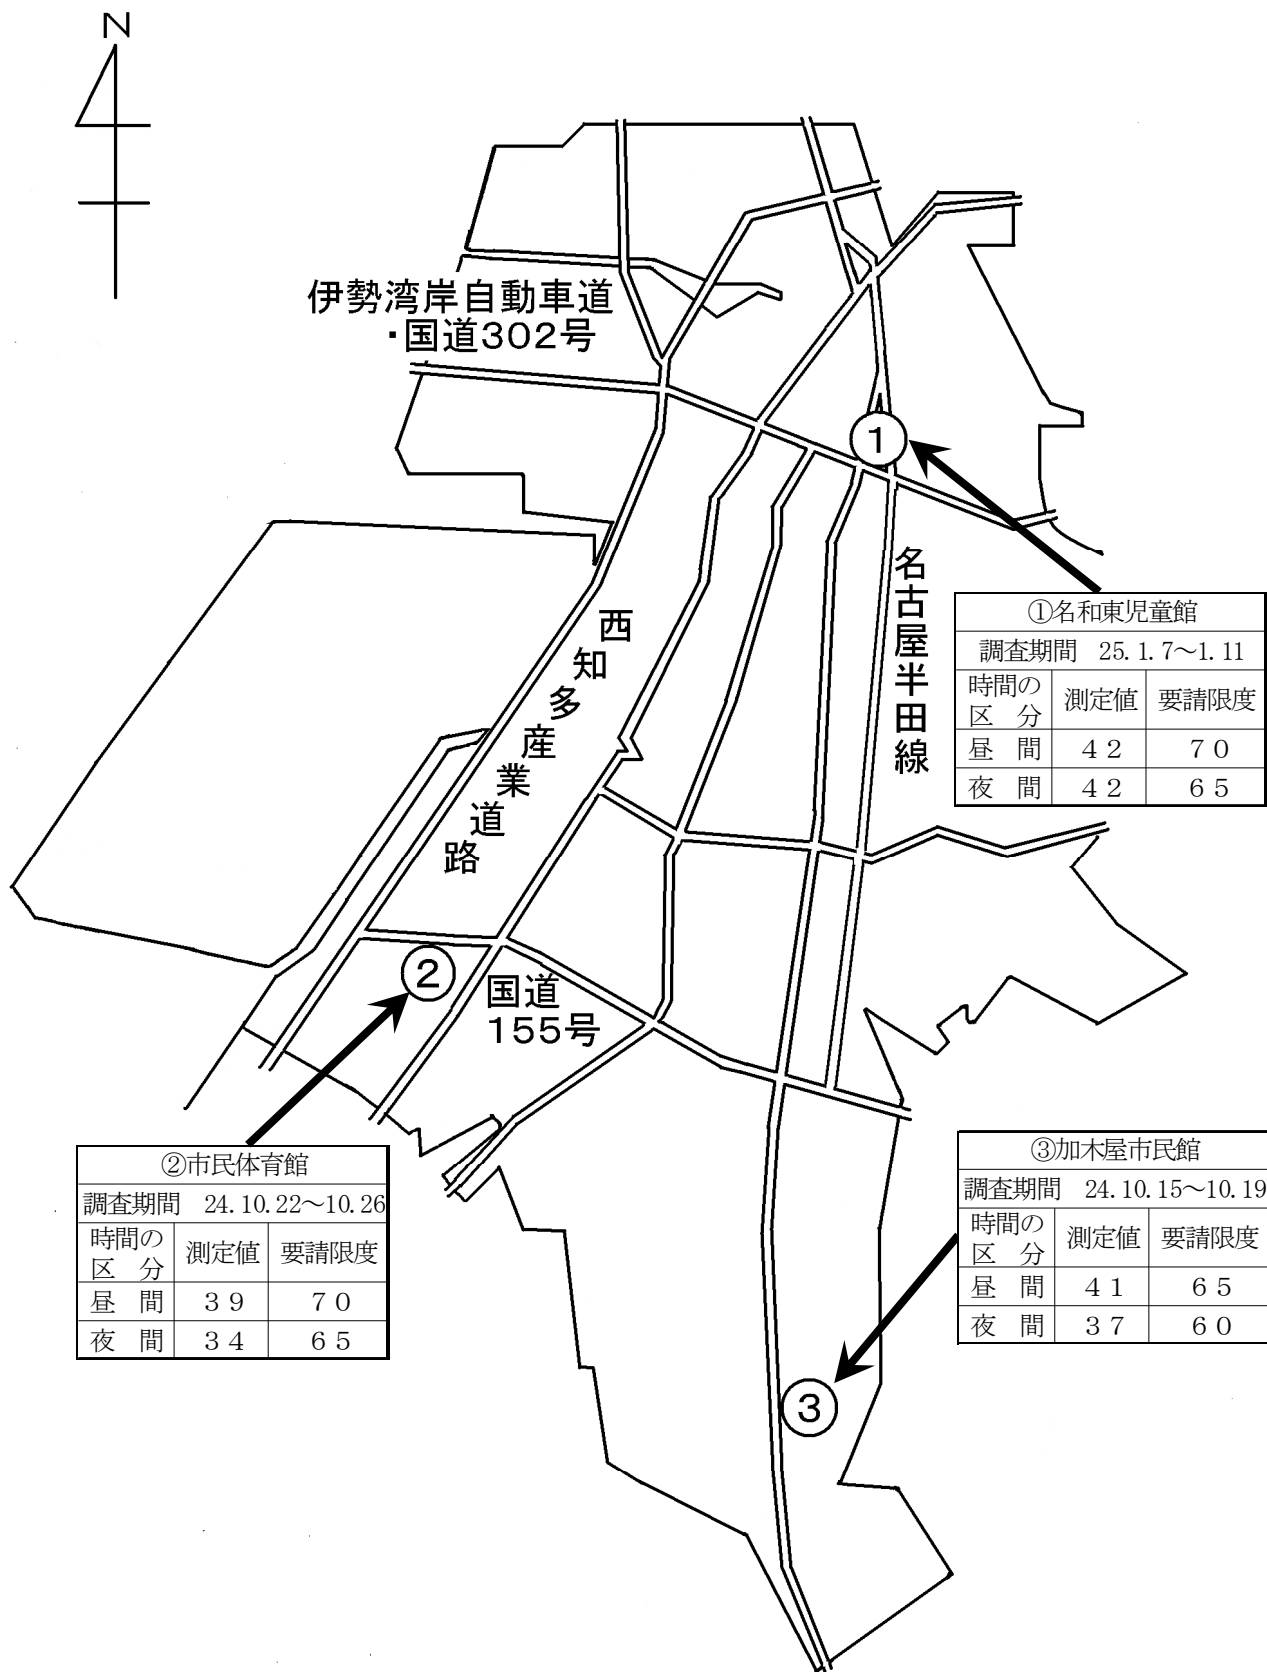 N
伊勢湾岸自動車道
・国道302号
①
名古屋半田線
①名和東児童館
調査期間 25.1.7～1.11
時間の区分 測定値 要請限度
昼間 42 70
夜間 42 65
西知多産業道路
②
国道
155号
②市民体育館
調査期間 24.10.22～10.26
時間の区分 測定値 要請限度
昼間 39 70
夜間 34 65
③加木屋市民館
調査期間 24.10.15～10.19
時間の区分 測定値 要請限度
昼間 41 65
夜間 37 60
③